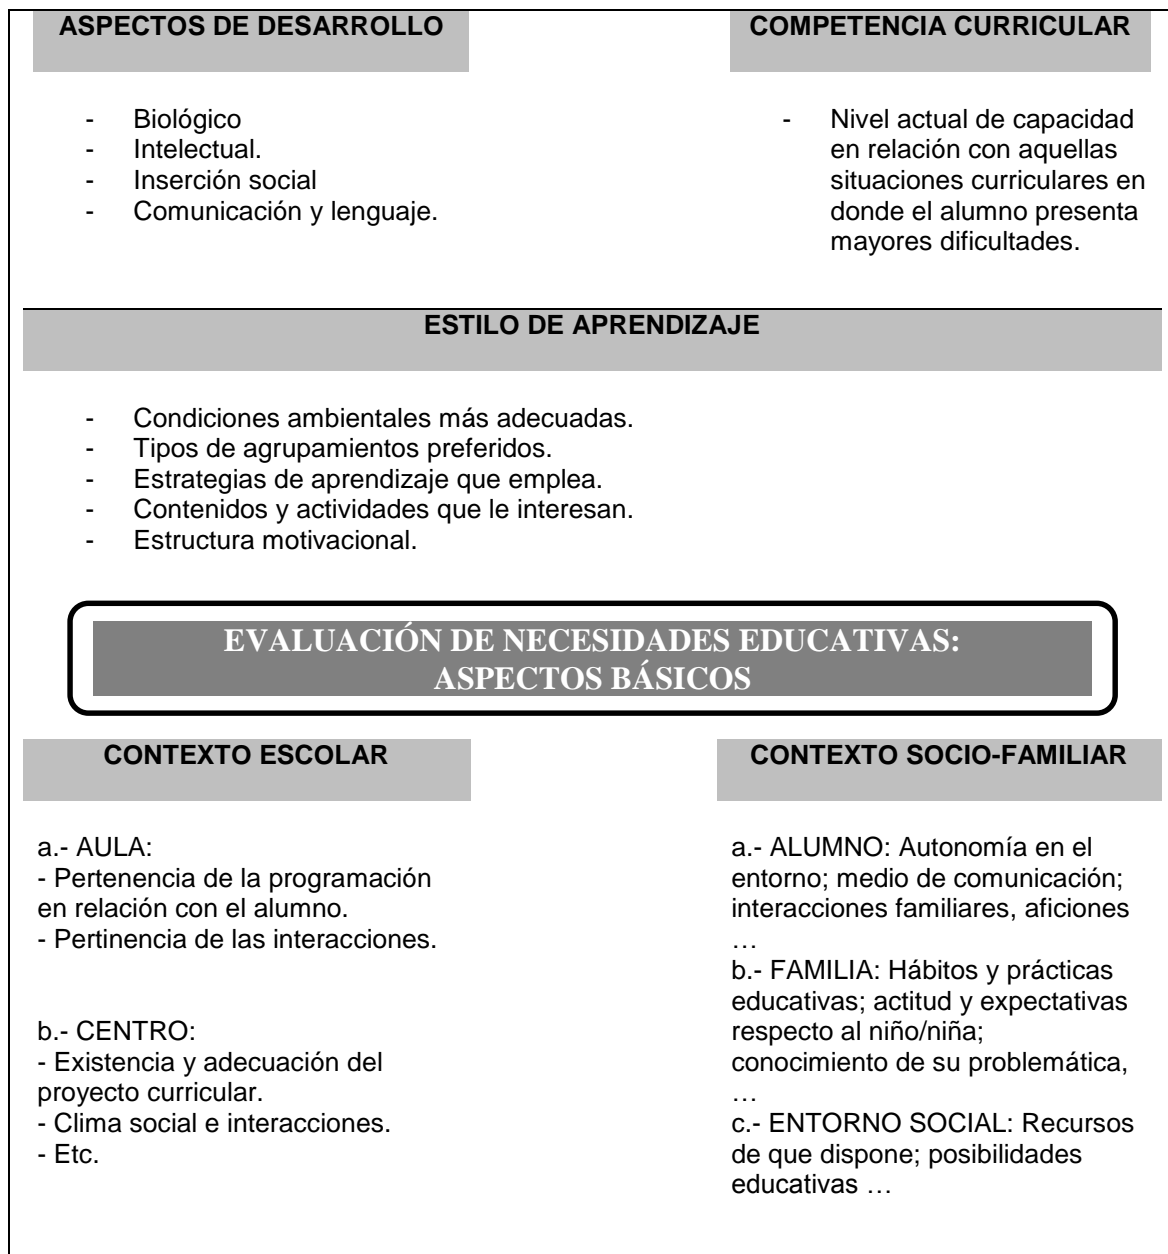 ASPECTOS DE DESARROLLO
- Biológico
- Intelectual.
- Inserción social
- Comunicación y lenguaje.
COMPETENCIA CURRICULAR
- Nivel actual de capacidad
en relación con aquellas
situaciones curriculares en
donde el alumno presenta
mayores dificultades.
ESTILO DE APRENDIZAJE
- Condiciones ambientales más adecuadas.
- Tipos de agrupamientos preferidos.
- Estrategias de aprendizaje que emplea.
- Contenidos y actividades que le interesan.
- Estructura motivacional.
EVALUACIÓN DE NECESIDADES EDUCATIVAS:
ASPECTOS BÁSICOS
CONTEXTO ESCOLAR
a.- AULA:
- Pertenencia de la programación
en relación con el alumno.
- Pertinencia de las interacciones.
b.- CENTRO:
- Existencia y adecuación del
proyecto curricular.
- Clima social e interacciones.
- Etc.
CONTEXTO SOCIO-FAMILIAR
a.- ALUMNO: Autonomía en el
entorno; medio de comunicación;
interacciones familiares, aficiones
…
b.- FAMILIA: Hábitos y prácticas
educativas; actitud y expectativas
respecto al niño/niña;
conocimiento de su problemática,
…
c.- ENTORNO SOCIAL: Recursos
de que dispone; posibilidades
educativas …